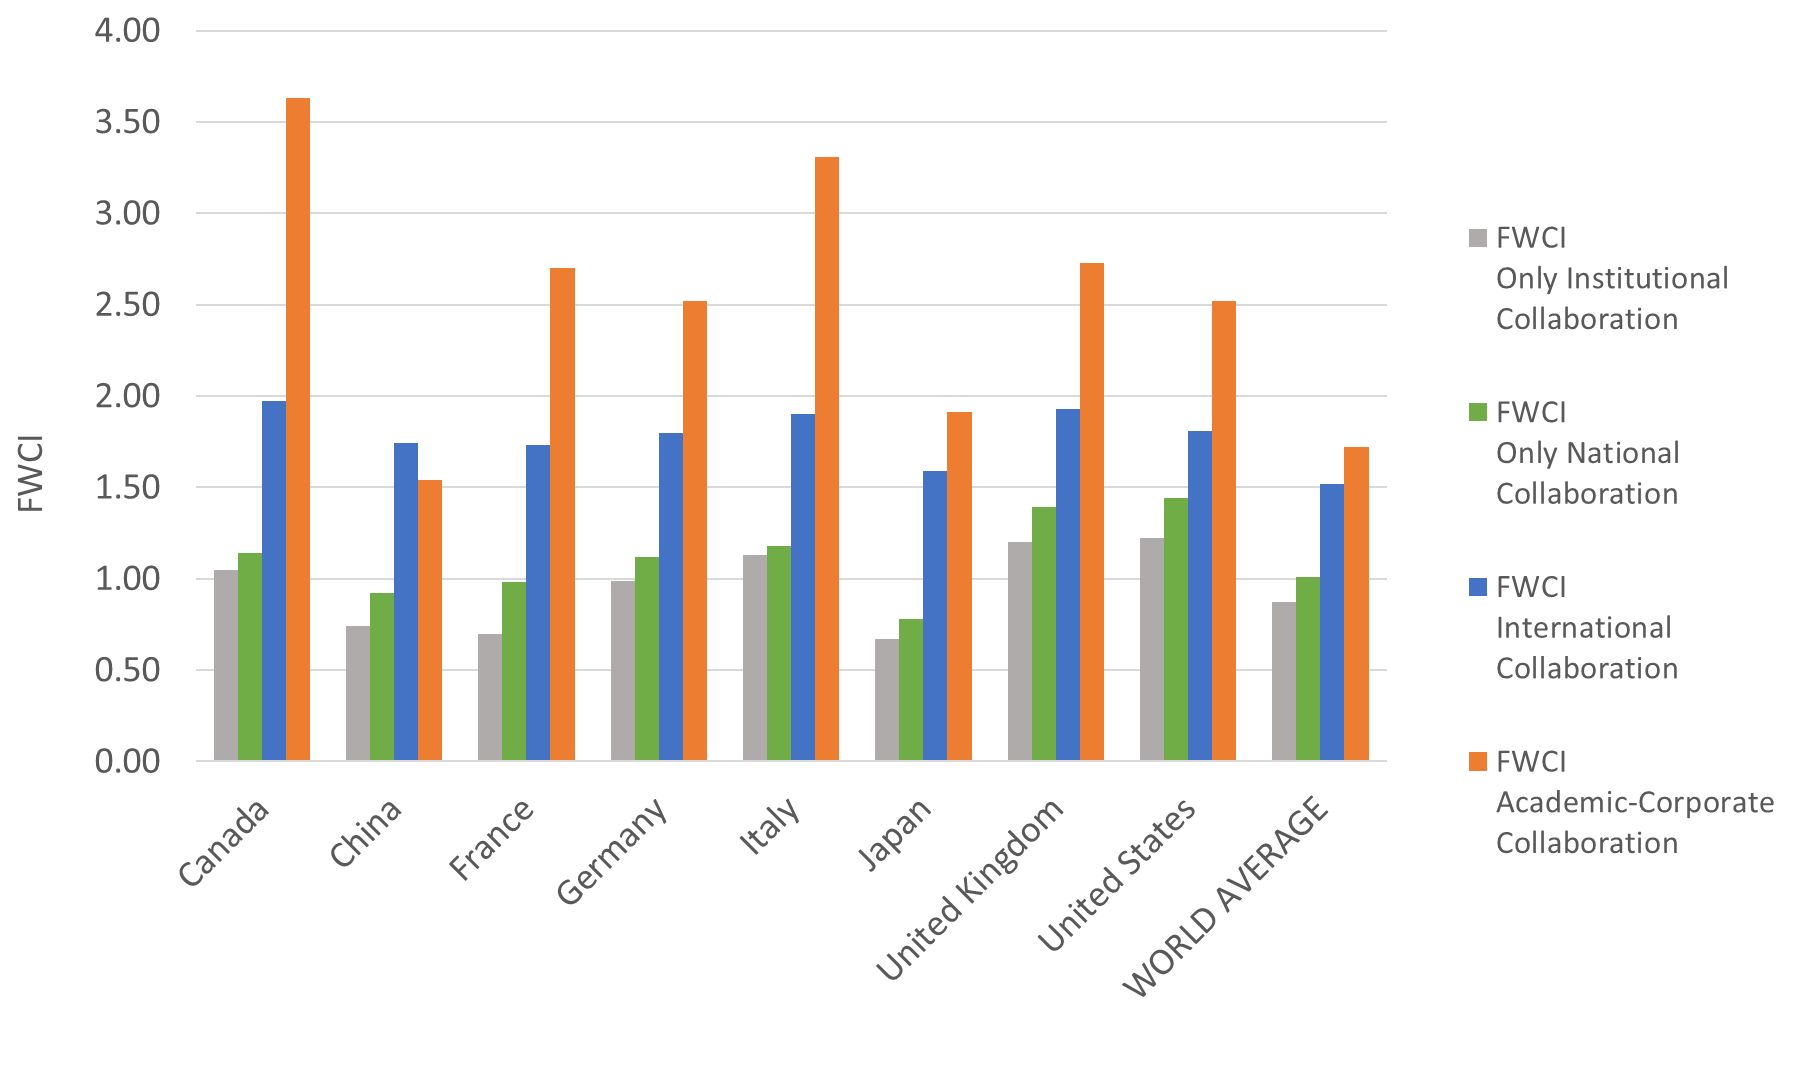 4.00
3.50
3.00
2.50
2.00
1.50
1.00
0.50
0.00
FWCI
Canada
China
France
Germany
Italy
Japan
United Kingdom
United States
WORLD AVERAGE
FWCI
Only Institutional
Collaboration
FWCI
Only National
Collaboration
FWCI
International
Collaboration
FWCI
Academic-Corporate
Collaboration